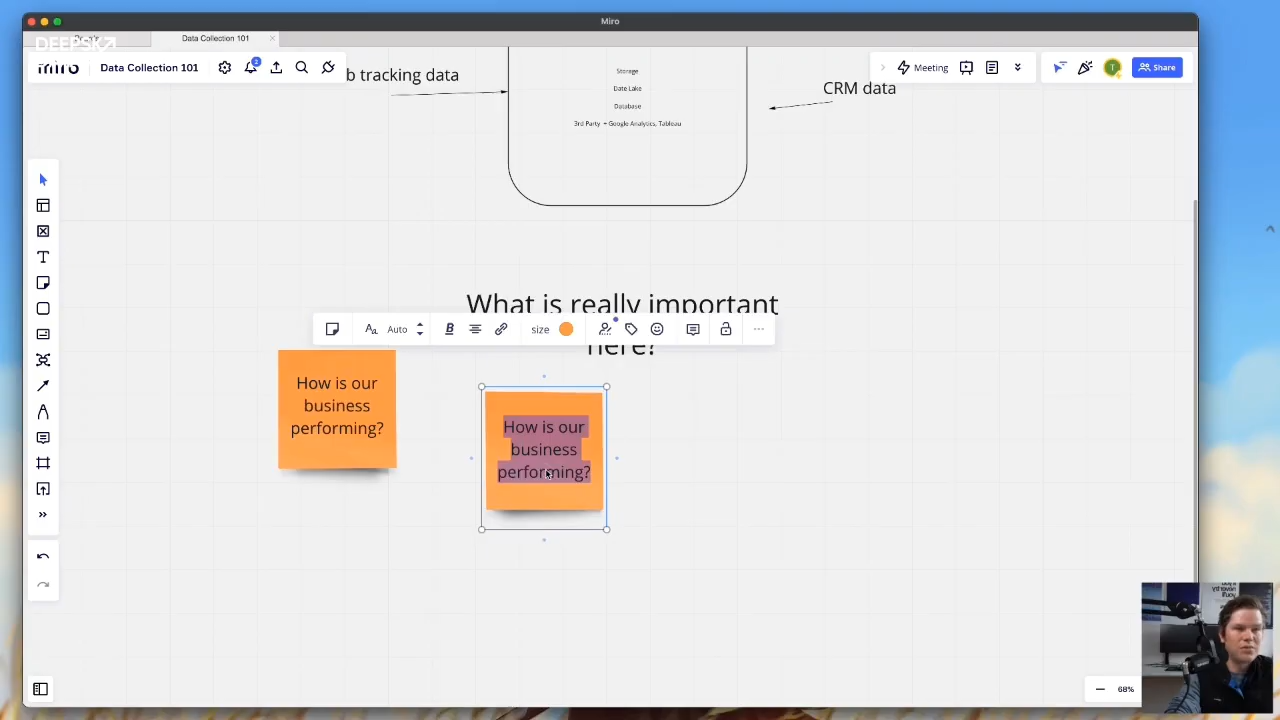 Miro
DEEPSK
Data Collection 101
miro
Data Collection 101
2
b tracking data
Meeting
T
Share
Storage
Date Lake
Database
3rd Party + Google Analytics, Tableau
CRM data
What is really important
here?
Auto
B
size
How is our
business
performing?
How is our
business
performing?
68%